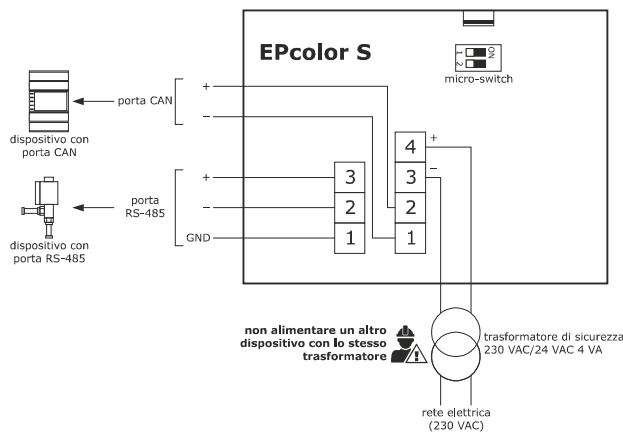 EPcolor S
ON
1
2
micro-switch
porta CAN
+
−
dispositivo con
porta CAN
4
+
3
−
2
1
porta
RS-485
+
−
GND
3
2
1
dispositivo con
porta RS-485
non alimentare un altro
dispositivo con lo stesso
trasformatore
trasformatore di sicurezza
230 VAC/24 VAC 4 VA
rete elettrica
(230 VAC)